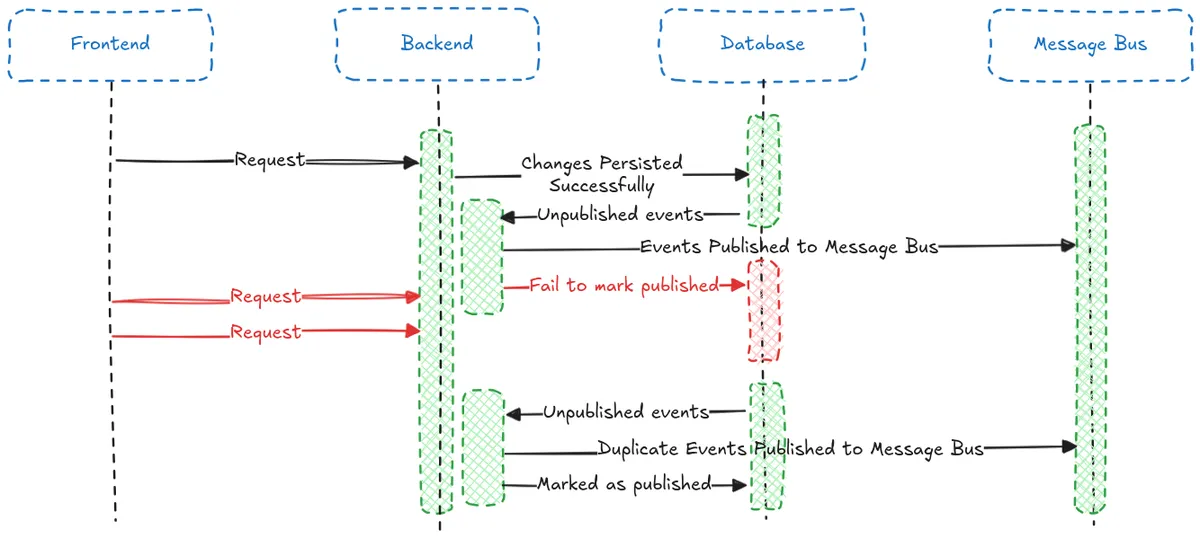 Frontend
Backend
Database
Message Bus
Request
Changes Persisted
Successfully
Unpublished events
Events Published to Message Bus
Fail to mark published
Request
Request
Unpublished events
Duplicate Events Published to Message Bus
Marked as published